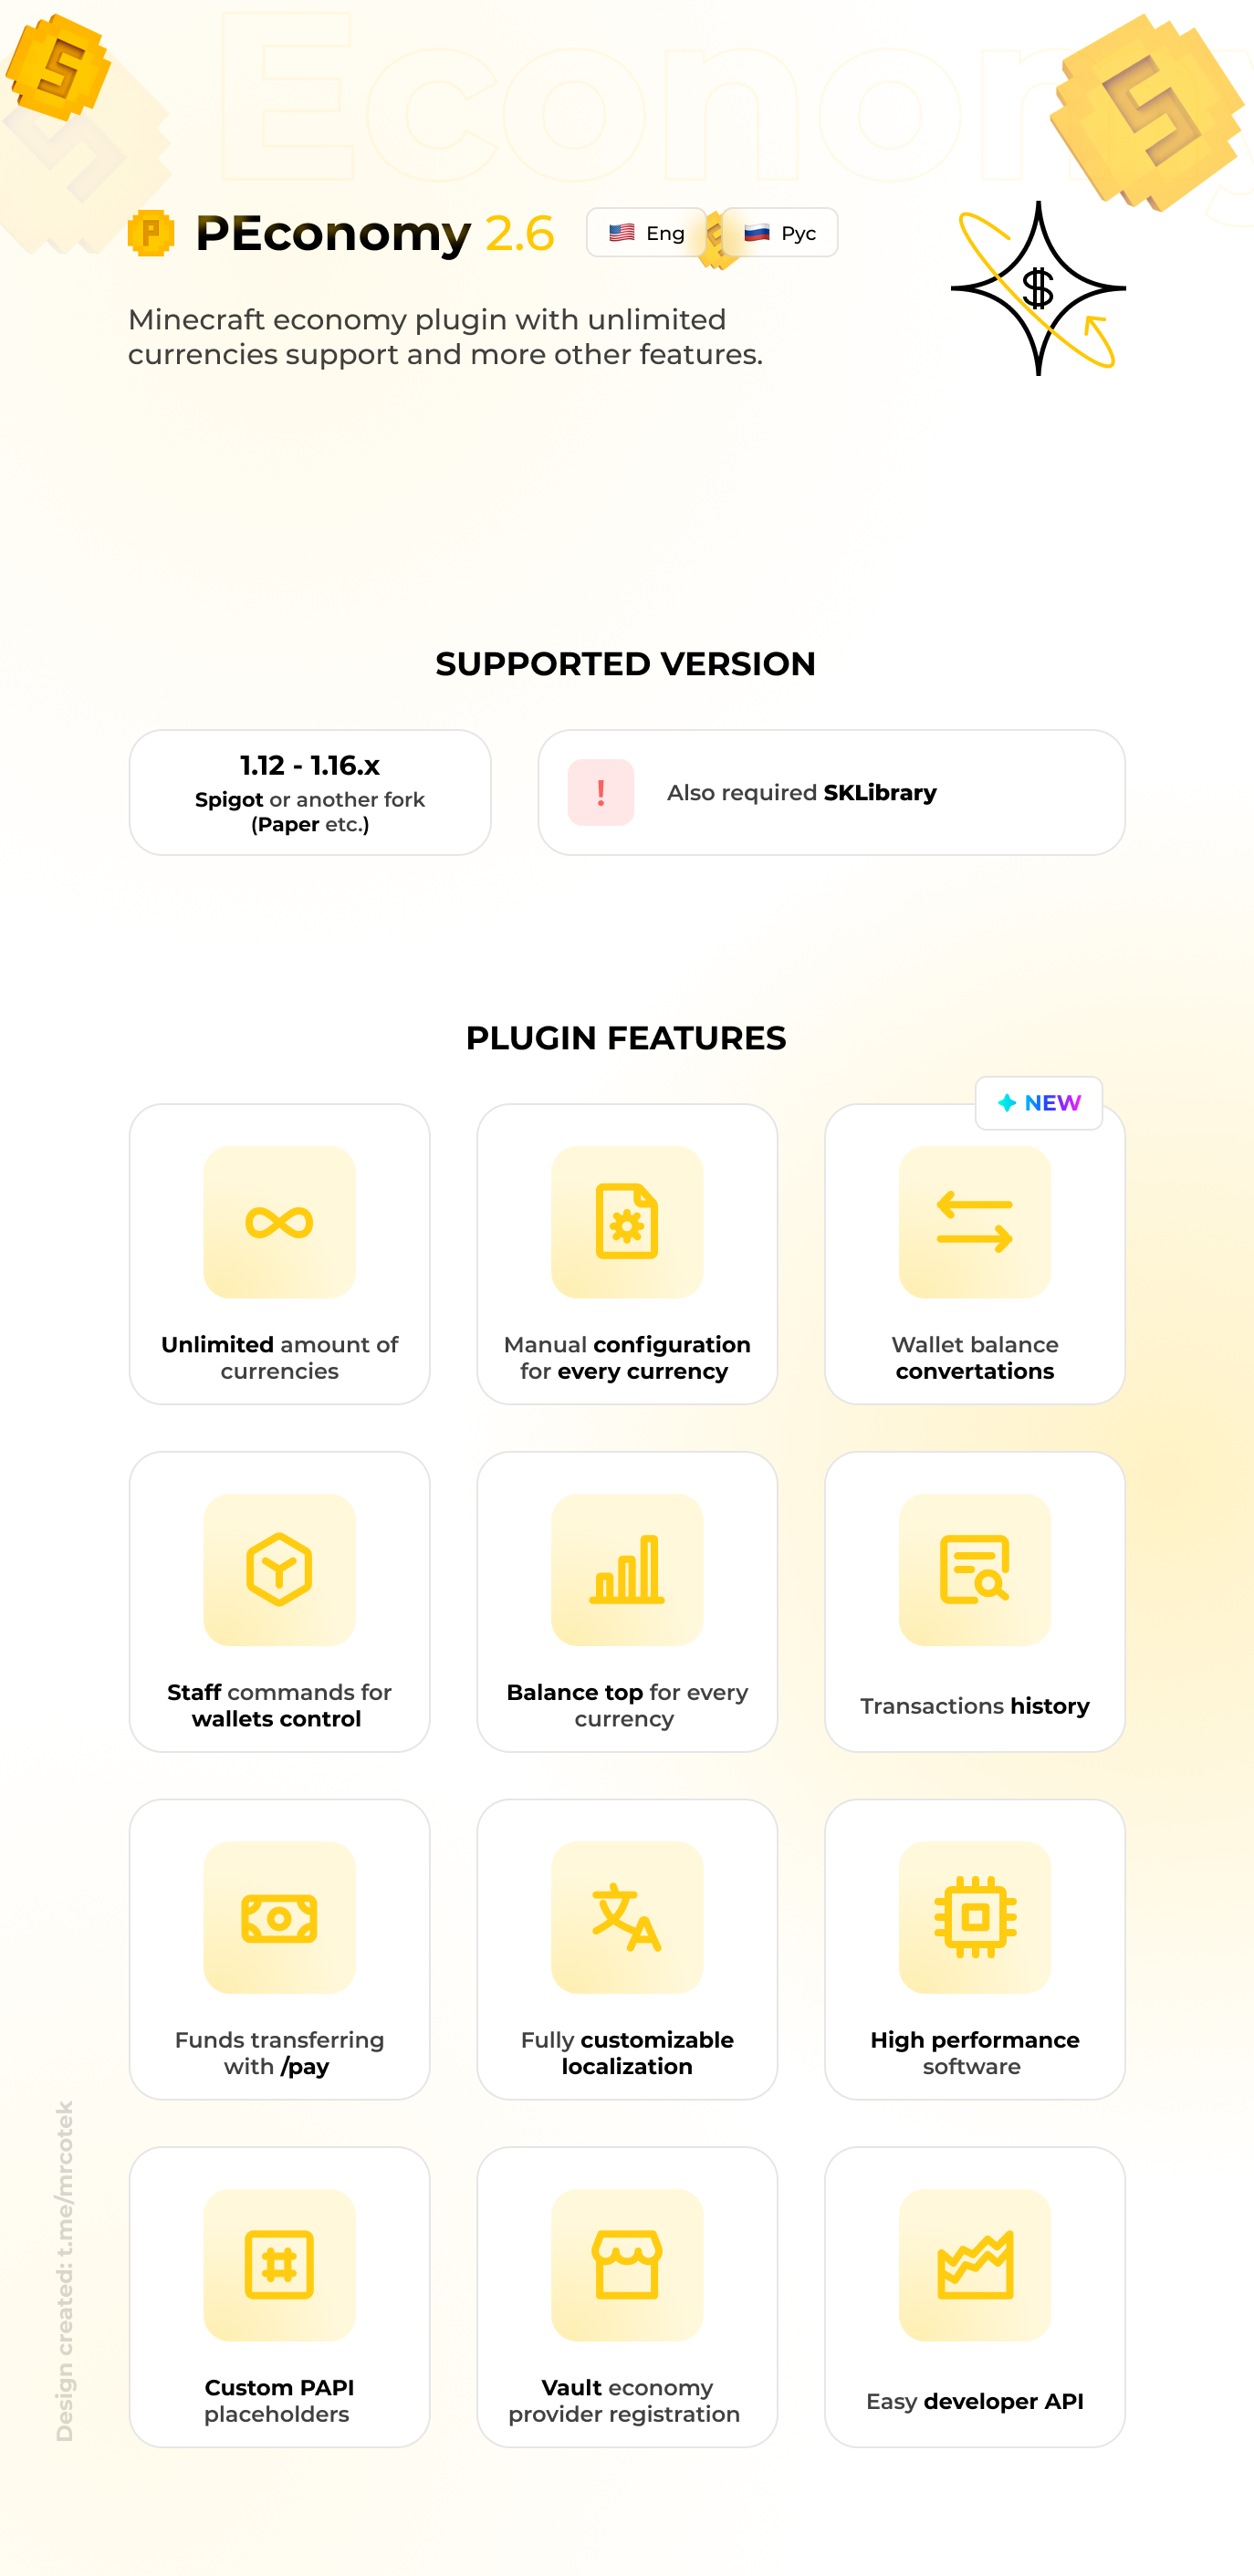 Economy
PEconomy 2.6
Eng
Рус
Minecraft economy plugin with unlimited
currencies support and more other features.
SUPPORTED VERSION
1.12 - 1.16.x
Spigot or another fork
(Paper etc.)
! Also required SKLibrary
PLUGIN FEATURES
NEW
Unlimited amount of
currencies
Manual configuration
for every currency
Wallet balance
convertations
Staff commands for
wallets control
Balance top for every
currency
Transactions history
Funds transferring
with /pay
Fully customizable
localization
High performance
software
Custom PAPI
placeholders
Vault economy
provider registration
Easy developer API
Design created: t.me/mrcotek